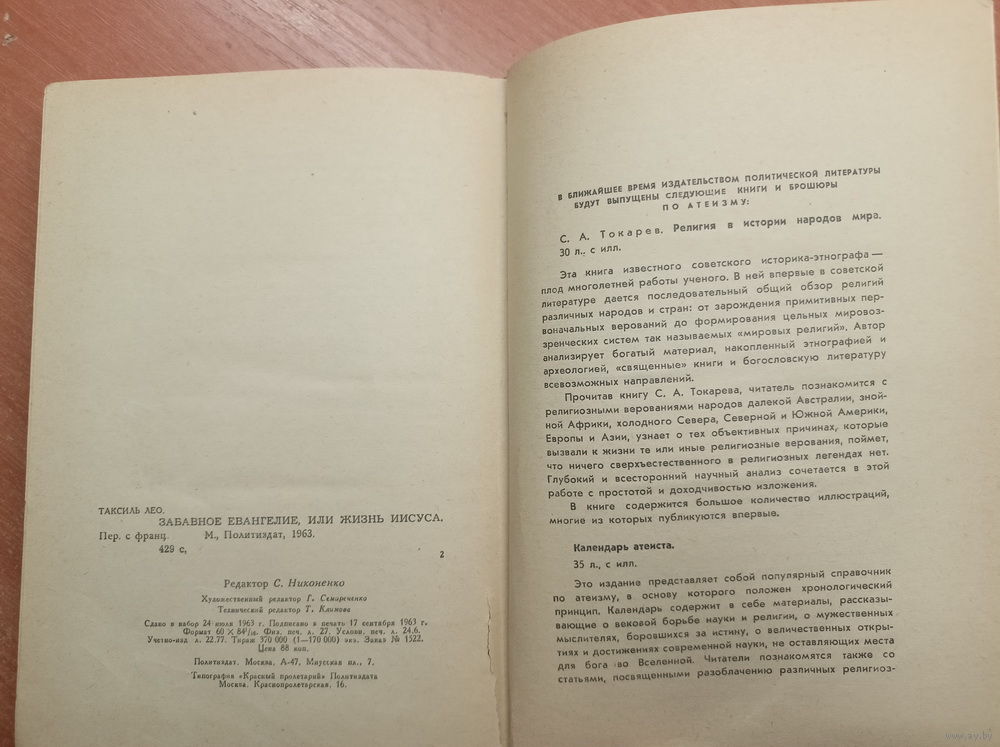 ТАКСИЛЬ ЛЕО.
ЗАБАВНОЕ ЕВАНГЕЛИЕ, ИЛИ ЖИЗНЬ ИИСУСА.
Пер. с франц. М., Политиздат, 1963.
429 с,
2
Редактор С. Никоненко
Художественный редактор Г. Семиреченко
Технический редактор Т. Климова
Сдано в набор 24 июля 1963 г. Подписано в печать 17 сентября 1963 г.
Формат 60 × 84¹/₁₆. Физ. печ. л. 27. Услови. печ. л. 24,6.
Учетно-изд л. 22.77. Тираж 370 000 (1—170 000) экз. Заказ № 1522.
Цена 88 коп.
Политиздат. Москва, А-47, Миусская пл., 7.
Типография «Красный пролетарий» Политиздата
Москва. Краснопролетарская, 16.
В БЛИЖАЙШЕЕ ВРЕМЯ ИЗДАТЕЛЬСТВОМ ПОЛИТИЧЕСКОЙ ЛИТЕРАТУРЫ
БУДУТ ВЫПУЩЕНЫ СЛЕДУЮЩИЕ КНИГИ И БРОШЮРЫ
ПО АТЕИЗМУ:
С. А. Токарев. Религия в истории народов мира.
30 л., с илл.
Эта книга известного советского историка-этнографа —
плод многолетней работы ученого. В ней впервые в советской
литературе дается последовательный общий обзор религий
различных народов и стран: от зарождения примитивных пер-
воначальных верований до формирования цельных мировоз-
зренческих систем так называемых «мировых религий». Автор
анализирует богатый материал, накопленный этнографией и
археологией, «священные» книги и богословскую литературу
всевозможных направлений.
Прочитав книгу С. А. Токарева, читатель познакомится с
религиозными верованиями народов далекой Австралии, зной-
ной Африки, холодного Севера, Северной и Южной Америки,
Европы и Азии, узнает о тех объективных причинах, которые
вызвали к жизни те или иные религиозные верования, поймет,
что ничего сверхъестественного в религиозных легендах нет.
Глубокий и всесторонний научный анализ сочетается в этой
работе с простотой и доходчивостью изложения.
В книге содержится большое количество иллюстраций,
многие из которых публикуются впервые.
Календарь атеиста.
35 л., с илл.
Это издание представляет собой популярный справочник
по атеизму, в основу которого положен хронологический
принцип. Календарь содержит в себе материалы, рассказы-
вающие о вековой борьбе науки и религии, о мужественных
мыслителях, боровшихся за истину, о величественных откры-
тиях и достижениях современной науки, не оставляющих места
для бога во Вселенной. Читатели познакомятся также со
статьями, посвященными разоблачению различных религиоз-
www.ay.by